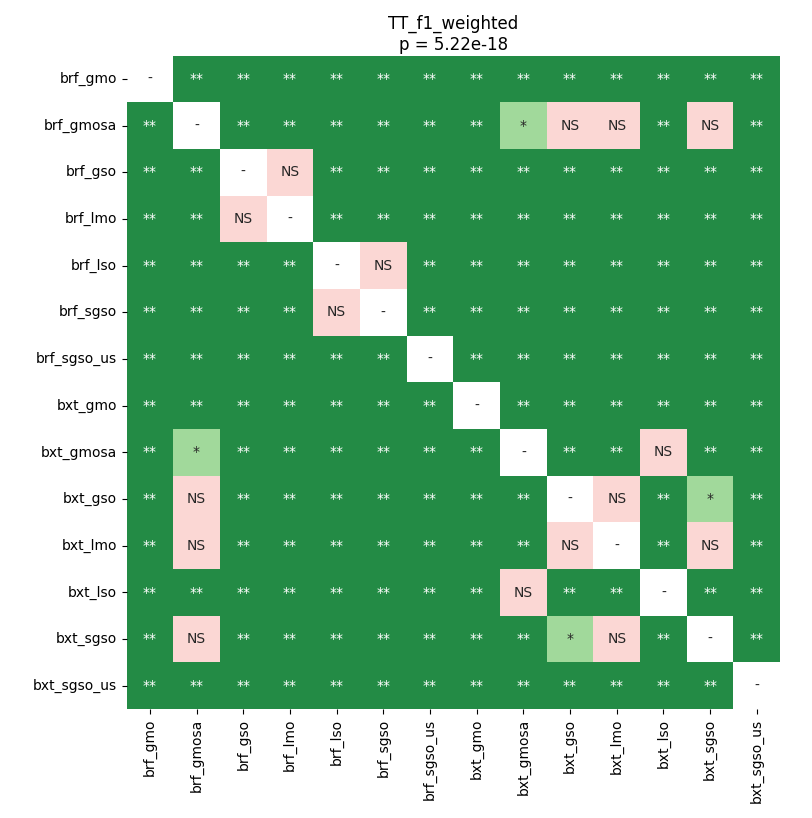 TT_f1_weighted
p = 5.22e-18
brf_gmo - ** ** ** ** ** ** ** ** ** ** ** ** **
brf_gmosa ** - ** ** ** ** ** ** * NS NS ** NS **
brf_gso ** ** - NS ** ** ** ** ** ** ** ** ** **
brf_lmo ** ** NS - ** ** ** ** ** ** ** ** ** **
brf_lso ** ** ** ** - NS ** ** ** ** ** ** ** **
brf_sgso ** ** ** ** NS - ** ** ** ** ** ** ** **
brf_sgso_us ** ** ** ** ** ** - ** ** ** ** ** ** **
bxt_gmo ** ** ** ** ** ** ** - ** ** ** ** ** **
bxt_gmosa ** * ** ** ** ** ** ** - ** ** NS ** **
bxt_gso ** NS ** ** ** ** ** ** ** - NS ** * **
bxt_lmo ** NS ** ** ** ** ** ** ** NS - ** NS **
bxt_lso ** ** ** ** ** ** ** ** NS ** ** - ** **
bxt_sgso ** NS ** ** ** ** ** ** ** * NS ** - **
bxt_sgso_us ** ** ** ** ** ** ** ** ** ** ** ** ** -
brf_gmo brf_gmosa brf_gso brf_lmo brf_lso brf_sgso brf_sgso_us bxt_gmo bxt_gmosa bxt_gso bxt_lmo bxt_lso bxt_sgso bxt_sgso_us